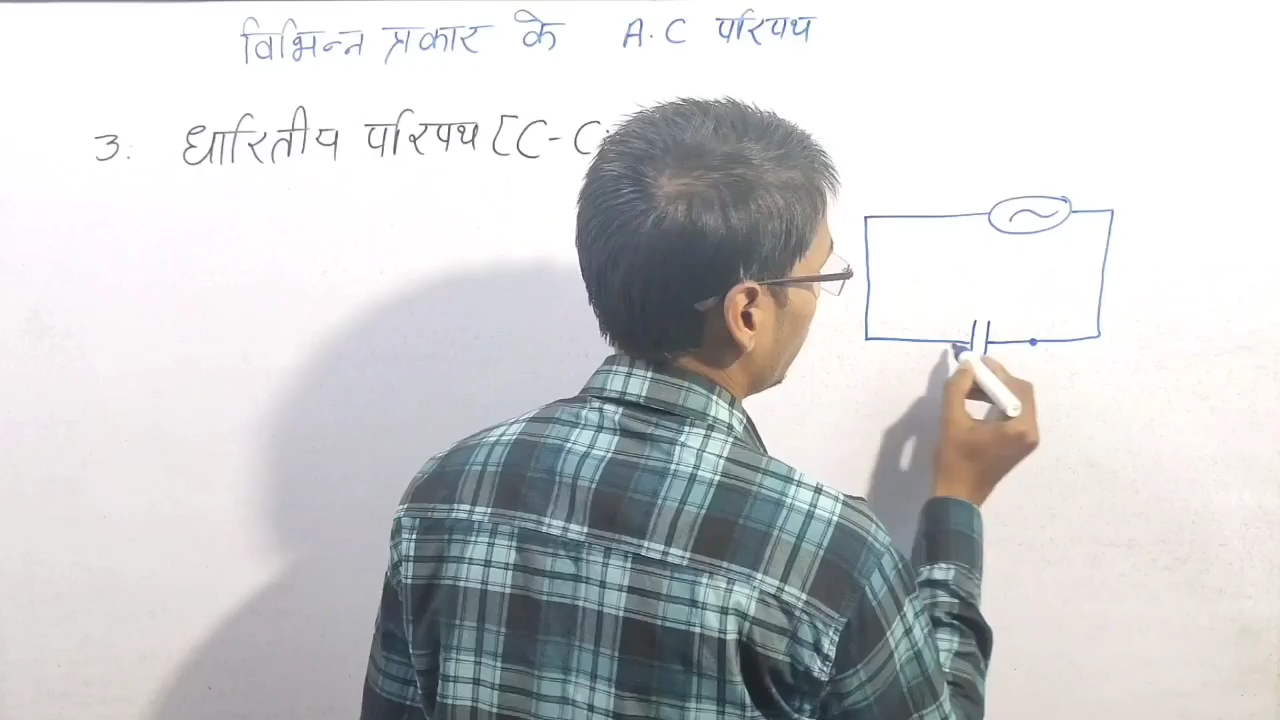 विभिन्न प्रकार के A.C परिपथ
3. धारितीय परिपथ [C-C